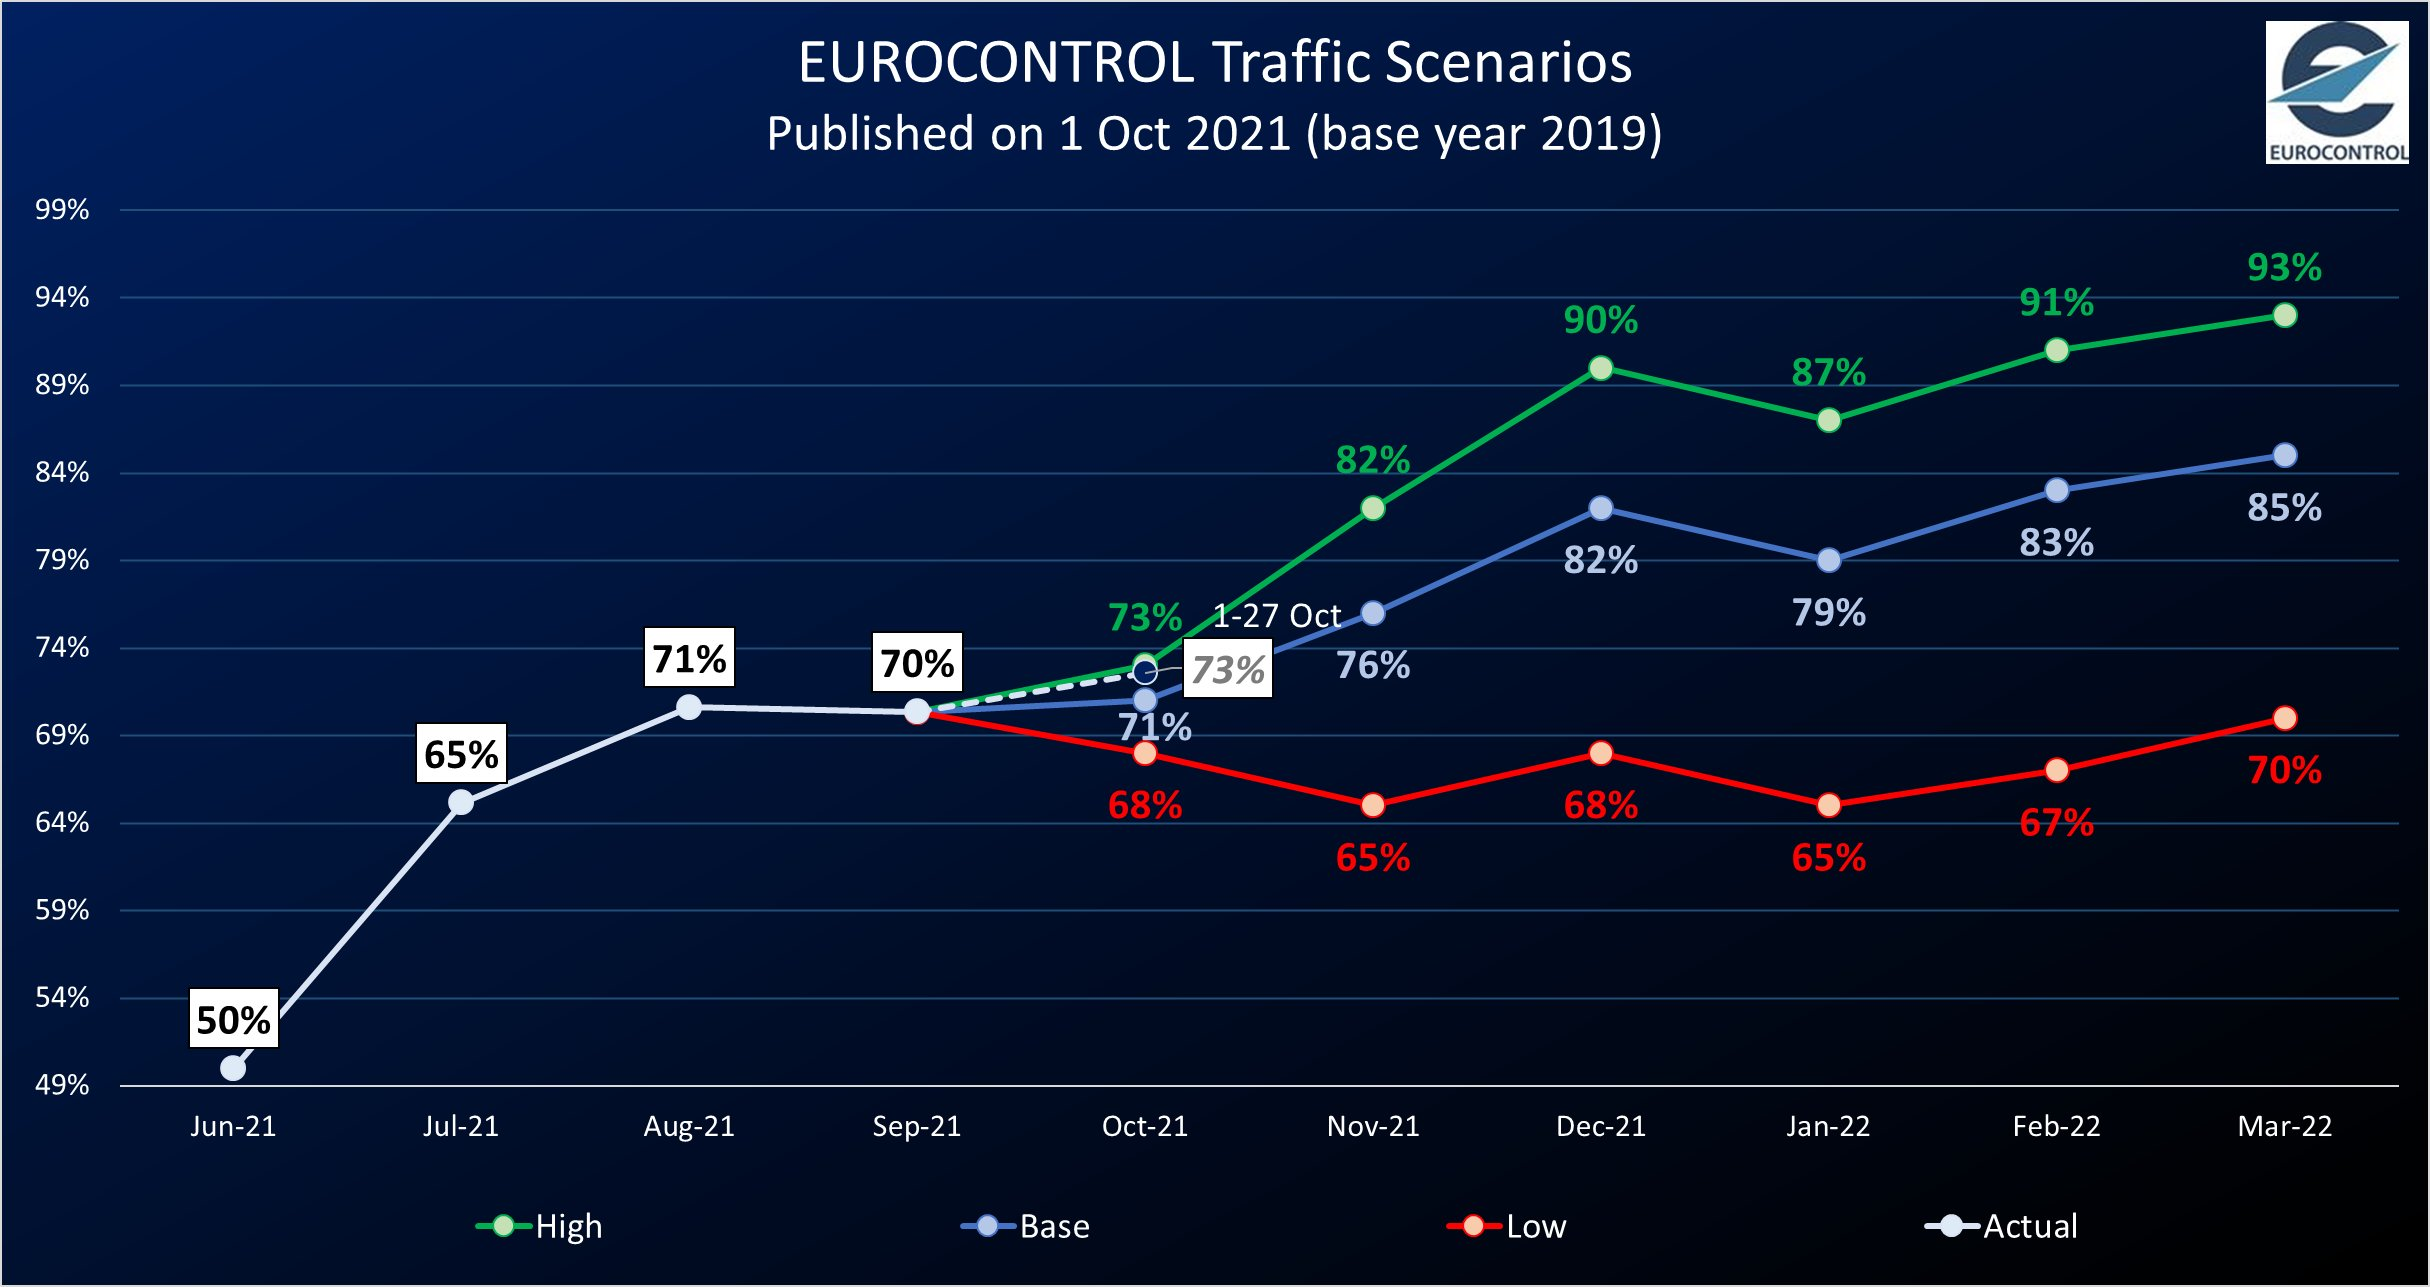 EUROCONTROL Traffic Scenarios
Published on 1 Oct 2021 (base year 2019)
EUROCONTROL
99%
94%
89%
84%
79%
74%
69%
64%
59%
54%
49%
50%
65%
71%
70%
73%
82%
90%
87%
91%
93%
1-27 Oct
73%
71%
76%
82%
79%
83%
85%
68%
65%
68%
65%
67%
70%
Jun-21
Jul-21
Aug-21
Sep-21
Oct-21
Nov-21
Dec-21
Jan-22
Feb-22
Mar-22
High
Base
Low
Actual